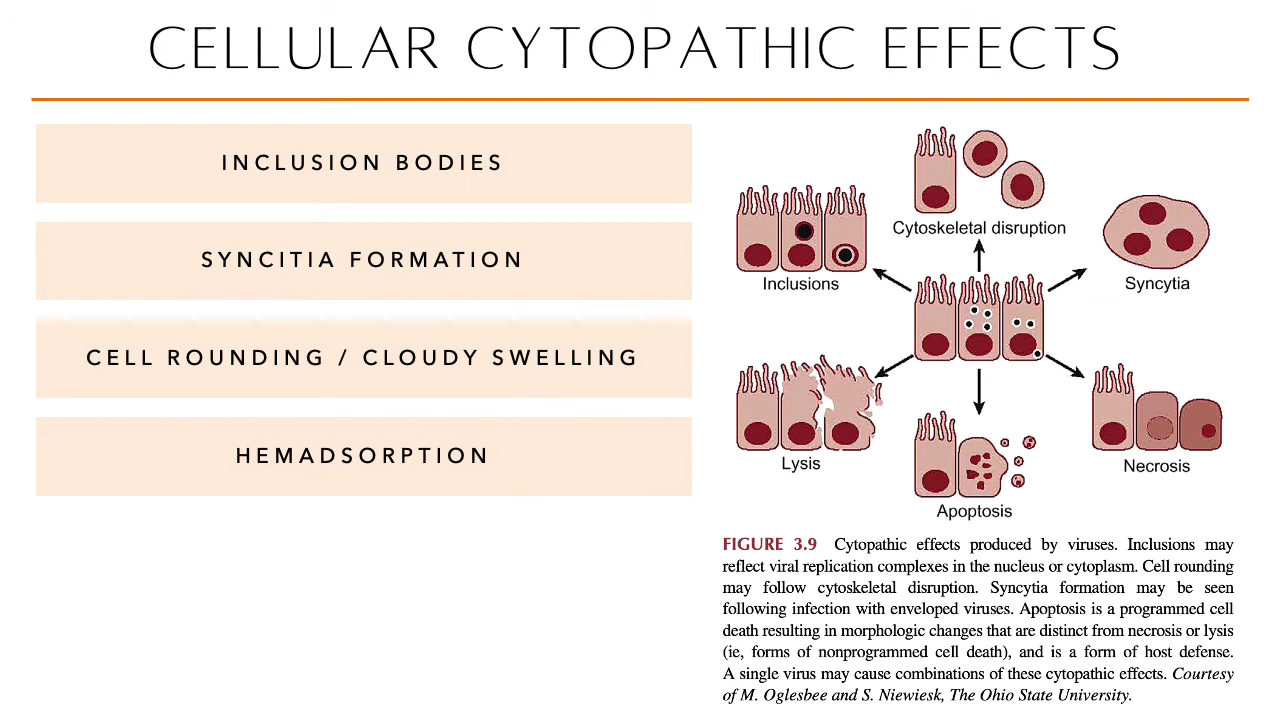 CELLULAR CYTOPATHIC EFFECTS
INCLUSION BODIES
SYNCITIA FORMATION
CELL ROUNDING / CLOUDY SWELLING
HEMADSORPTION
Cytoskeletal disruption
Inclusions
Syncytia
Lysis
Necrosis
Apoptosis
FIGURE 3.9 Cytopathic effects produced by viruses. Inclusions may
reflect viral replication complexes in the nucleus or cytoplasm. Cell rounding
may follow cytoskeletal disruption. Syncytia formation may be seen
following infection with enveloped viruses. Apoptosis is a programmed cell
death resulting in morphologic changes that are distinct from necrosis or lysis
(ie, forms of nonprogrammed cell death), and is a form of host defense.
A single virus may cause combinations of these cytopathic effects. Courtesy
of M. Oglesbee and S. Niewiesk, The Ohio State University.